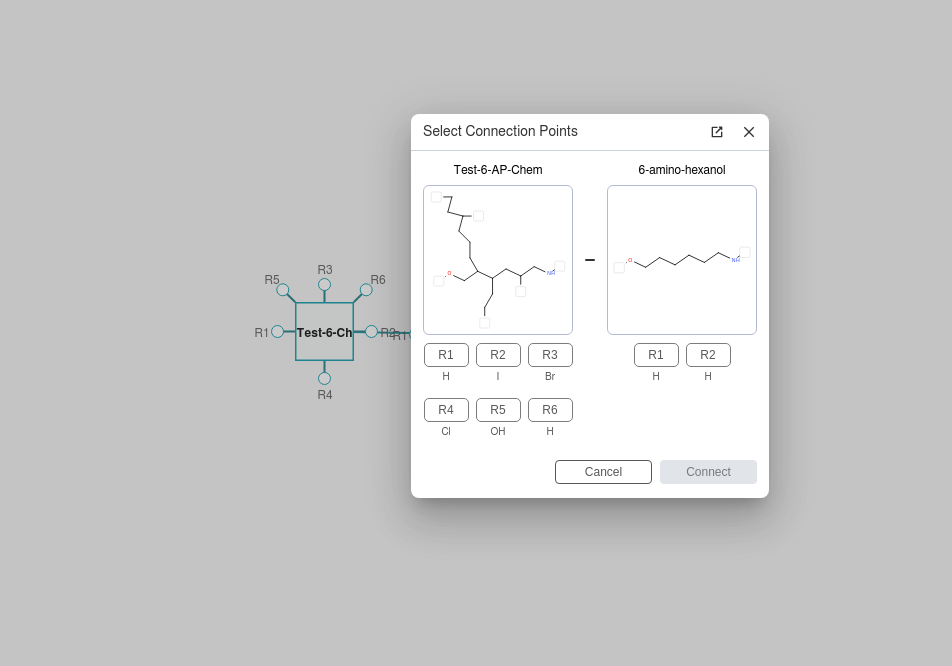 Select Connection Points
Test-6-AP-Chem
6-amino-hexanol
O
NH
O
NH
R1 R2 R3
H I Br
R4 R5 R6
Cl OH H
R1 R2
H H
Cancel Connect
R5 R3 R6
R1 Test-6-Ch R2 R1
R4